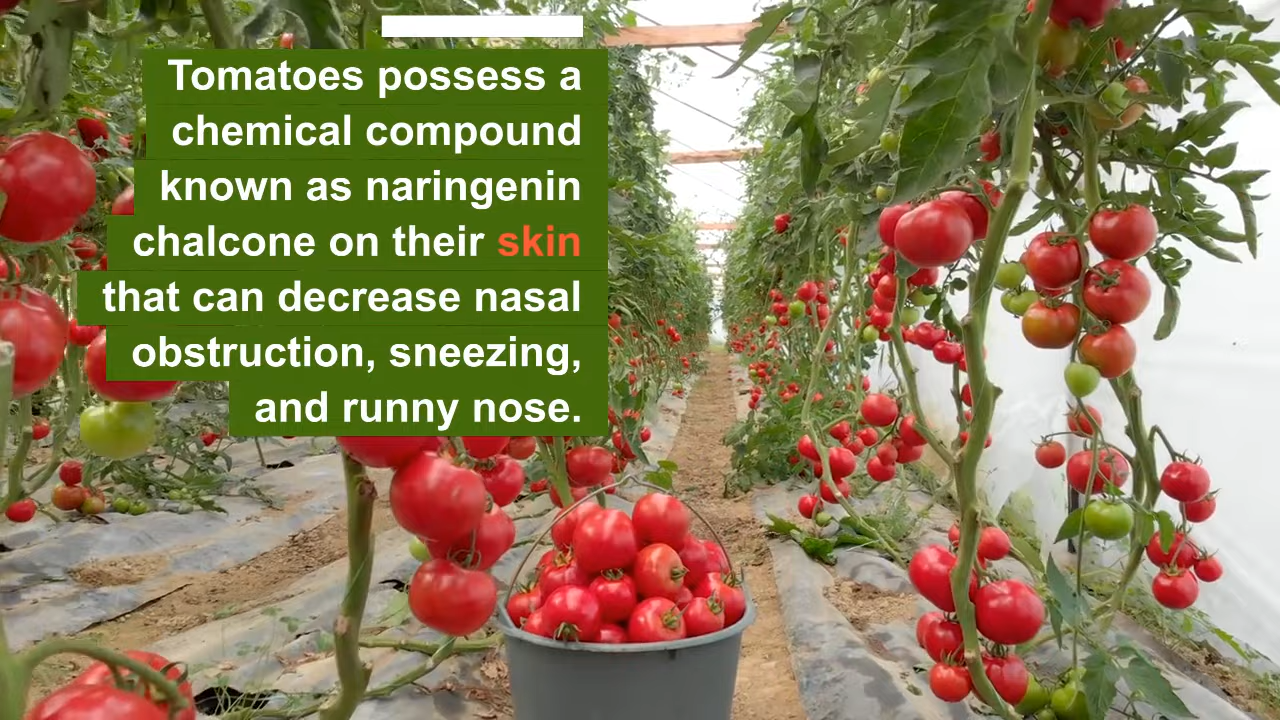 Tomatoes possess a
chemical compound
known as naringenin
chalcone on their skin
that can decrease nasal
obstruction, sneezing,
and runny nose.